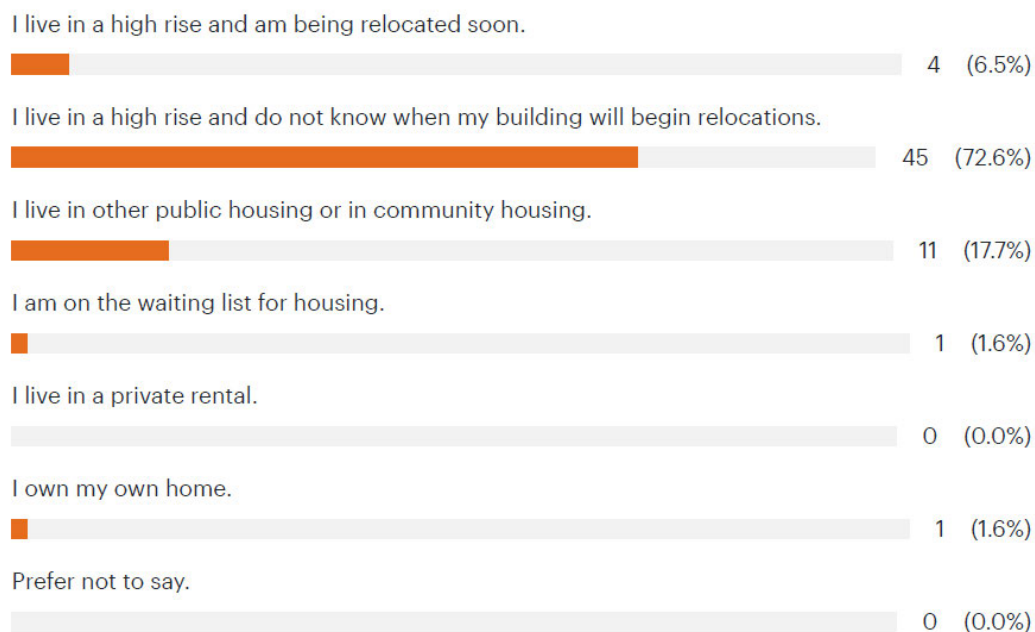 I live in a high rise and am being relocated soon.
4 (6.5%)
I live in a high rise and do not know when my building will begin relocations.
45 (72.6%)
I live in other public housing or in community housing.
11 (17.7%)
I am on the waiting list for housing.
1 (1.6%)
I live in a private rental.
0 (0.0%)
I own my own home.
1 (1.6%)
Prefer not to say.
0 (0.0%)